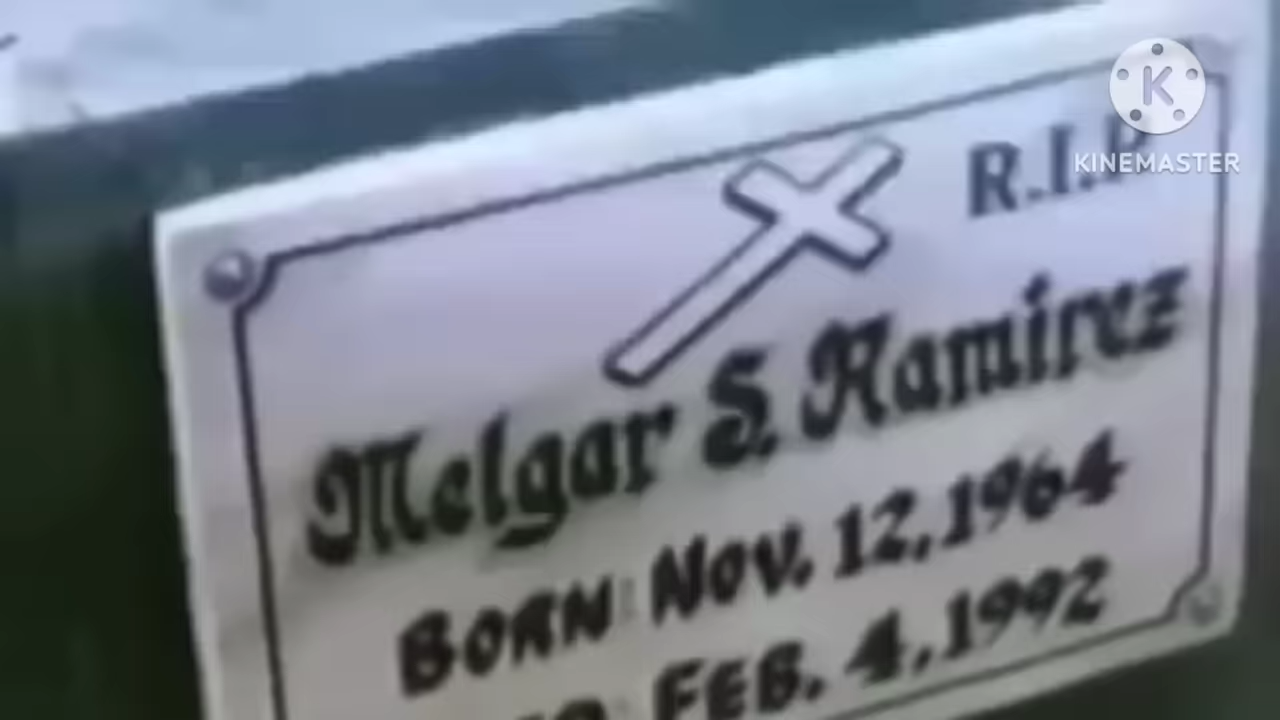 K
KINEMASTER
R.I.P
Melgar S. Ramirez
BORN: NOV. 12, 1964
FEB. 4, 1992